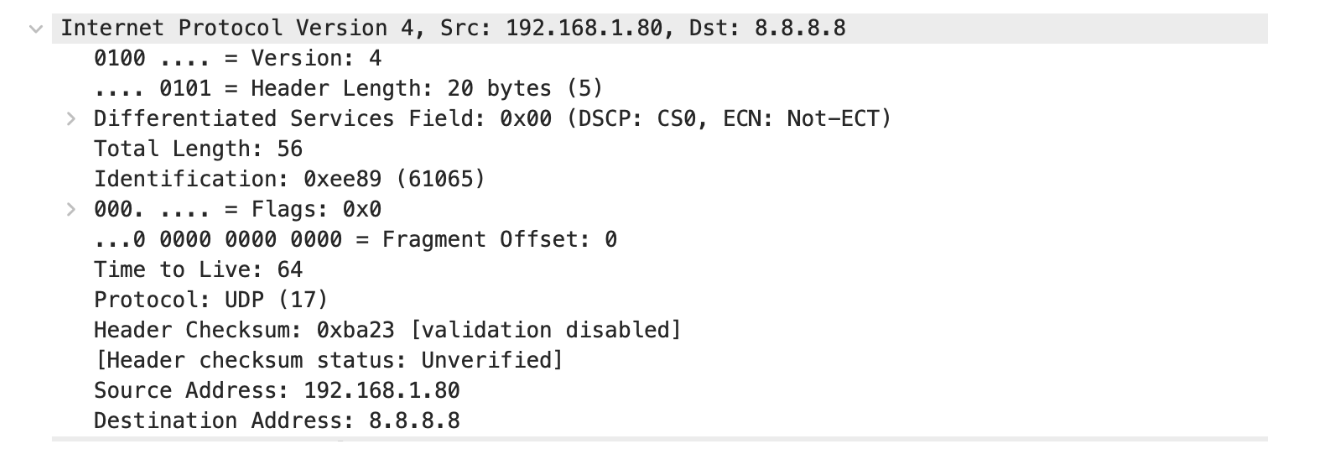 Internet Protocol Version 4, Src: 192.168.1.80, Dst: 8.8.8.8
0100 .... = Version: 4
.... 0101 = Header Length: 20 bytes (5)
Differentiated Services Field: 0x00 (DSCP: CS0, ECN: Not-ECT)
Total Length: 56
Identification: 0xee89 (61065)
000. .... = Flags: 0x0
...0 0000 0000 0000 = Fragment Offset: 0
Time to Live: 64
Protocol: UDP (17)
Header Checksum: 0xba23 [validation disabled]
[Header checksum status: Unverified]
Source Address: 192.168.1.80
Destination Address: 8.8.8.8